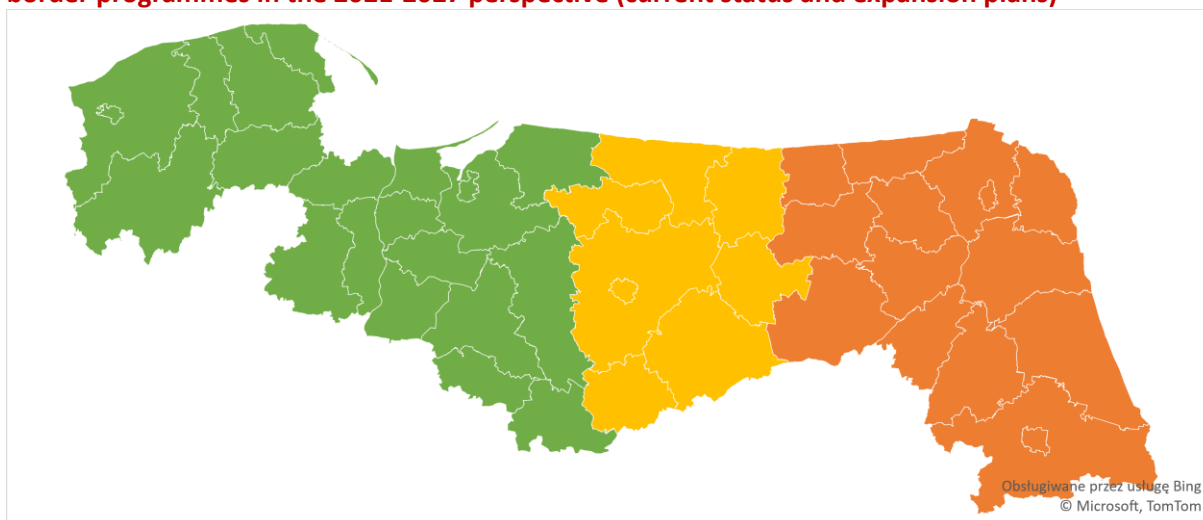 border programmes in the 2021-2027 perspective (current status and expansion plans)
Obsługiwane przez usługę Bing
© Microsoft, TomTom